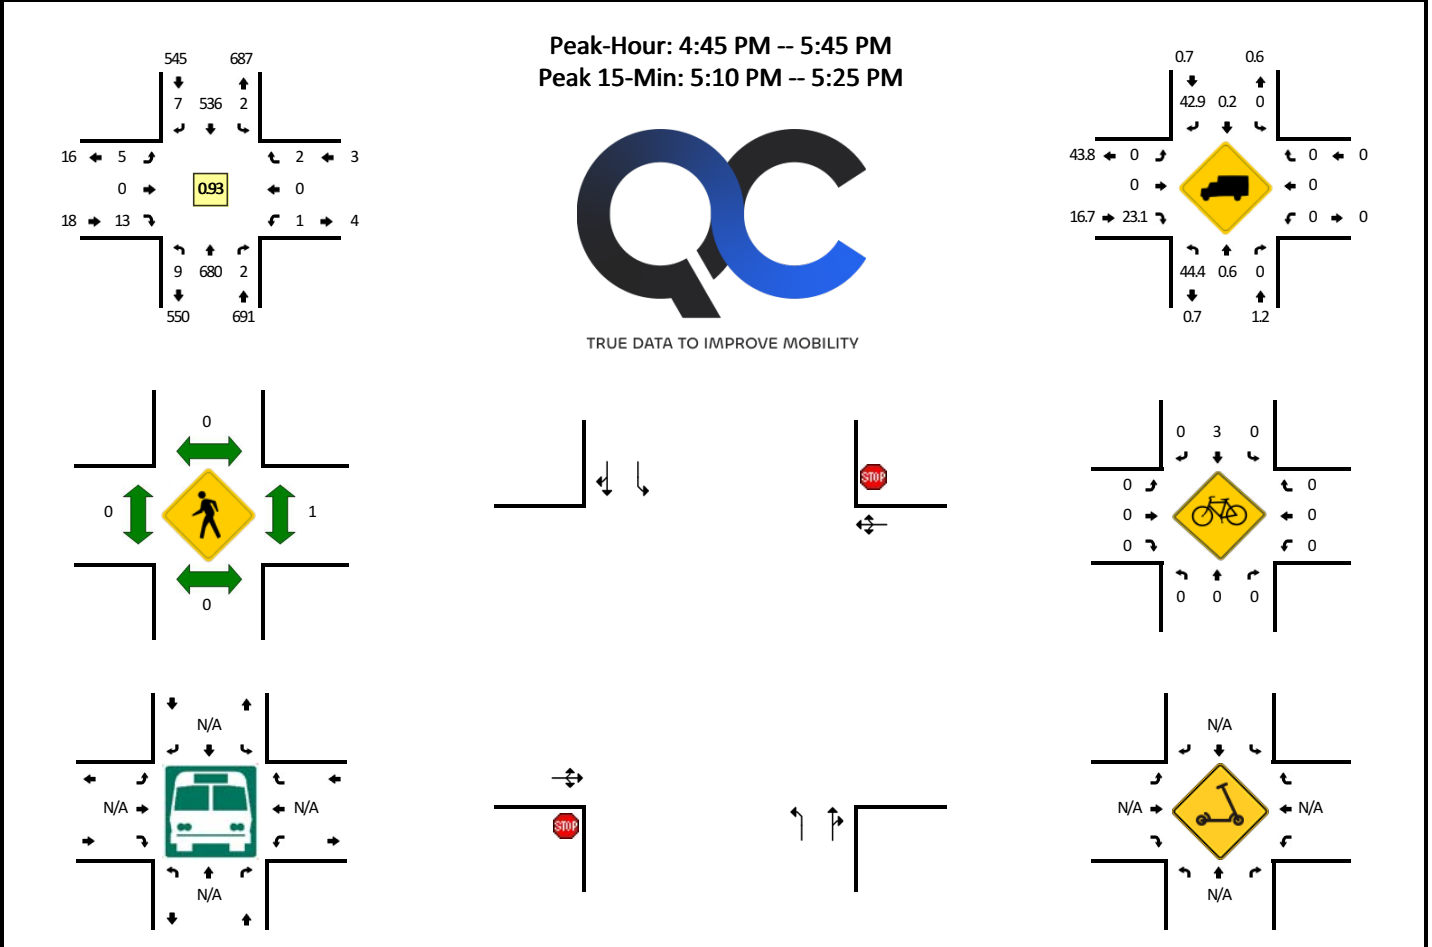 Peak-Hour: 4:45 PM -- 5:45 PM
Peak 15-Min: 5:10 PM -- 5:25 PM
545 687
7 536 2
16 5 2 3
0 0.93 0
18 13 1 4
9 680 2
550 691
TRUE DATA TO IMPROVE MOBILITY
0.7 0.6
42.9 0.2 0
43.8 0 0 0
0 0
16.7 23.1 0 0
44.4 0.6 0
0.7 1.2
0
0 1
0
STOP
STOP
0 3 0
0 0
0 0
0 0
0 0 0
N/A
N/A N/A
N/A
N/A
N/A N/A
N/A